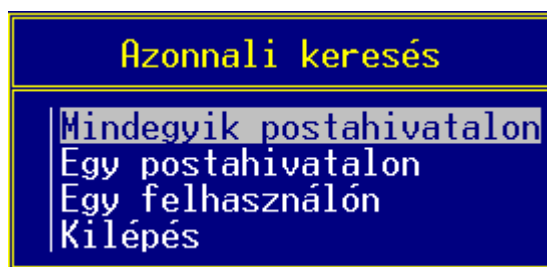 Azonnali keresés
Mindegyik postahivatalon
Egy postahivatalon
Egy felhasználón
Kilépés